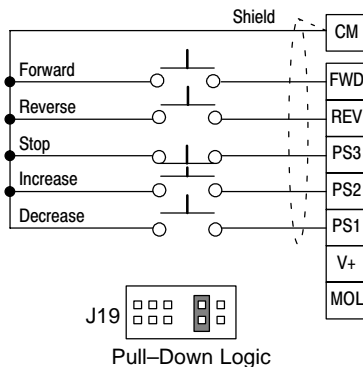 Shield
CM
Forward
FWD
Reverse
REV
Stop
PS3
Increase
PS2
Decrease
PS1
V+
MOL
J19
Pull–Down Logic